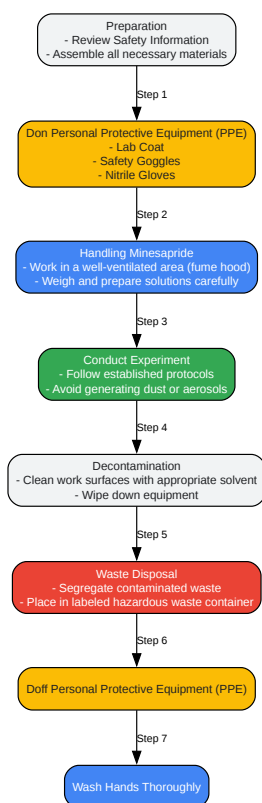 Preparation
- Review Safety Information
- Assemble all necessary materials
Step 1
Don Personal Protective Equipment (PPE)
- Lab Coat
- Safety Goggles
- Nitrile Gloves
Step 2
Handling Minesapride
- Work in a well-ventilated area (fume hood)
- Weigh and prepare solutions carefully
Step 3
Conduct Experiment
- Follow established protocols
- Avoid generating dust or aerosols
Step 4
Decontamination
- Clean work surfaces with appropriate solvent
- Wipe down equipment
Step 5
Waste Disposal
- Segregate contaminated waste
- Place in labeled hazardous waste container
Step 6
Doff Personal Protective Equipment (PPE)
Step 7
Wash Hands Thoroughly